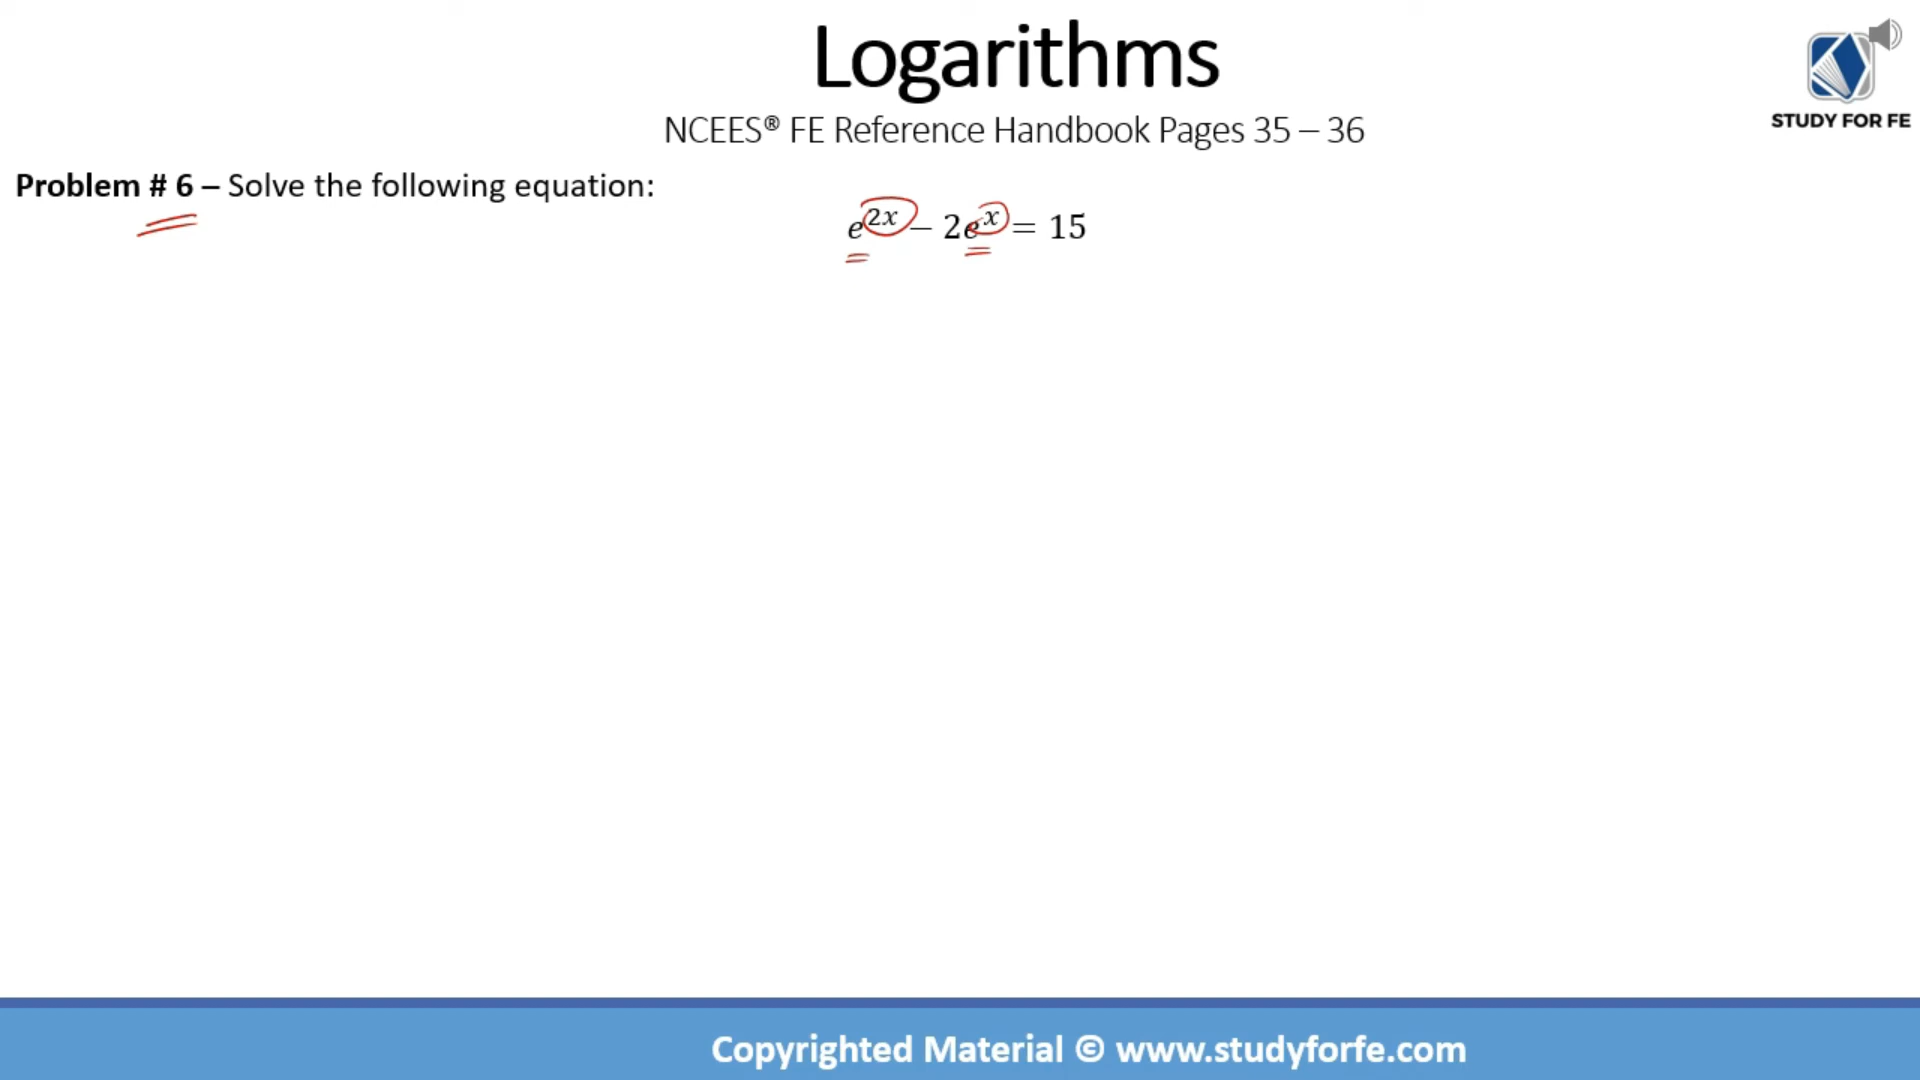 Logarithms
STUDY FOR FE
NCEES® FE Reference Handbook Pages 35 – 36
Problem # 6 – Solve the following equation:
e^{2x} − 2e^{x} = 15
Copyrighted Material © www.studyforfe.com